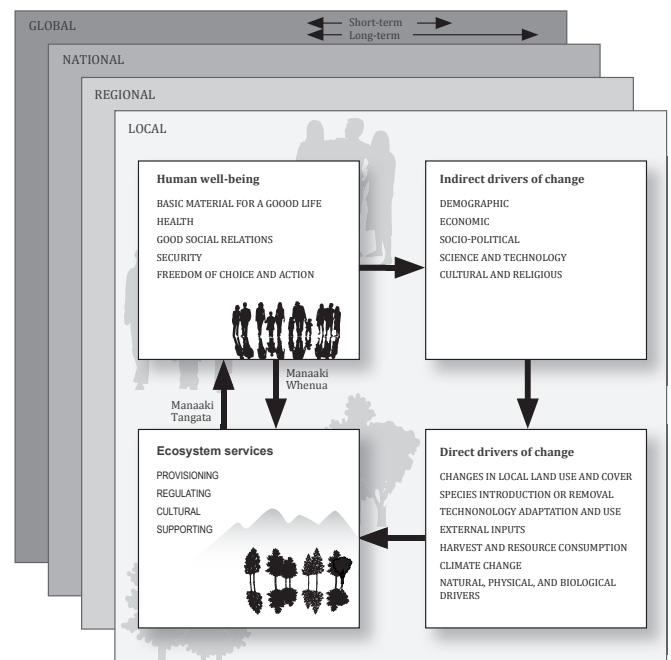 GLOBAL
Short-term
Long-term
NATIONAL
REGIONAL
LOCAL
Human well-being
BASIC MATERIAL FOR A GOOOD LIFE
HEALTH
GOOD SOCIAL RELATIONS
SECURITY
FREEDOM OF CHOICE AND ACTION
Indirect drivers of change
DEMOGRAPHIC
ECONOMIC
SOCIO-POLITICAL
SCIENCE AND TECHNOLOGY
CULTURAL AND RELIGIOUS
Manaaki
Whenua
Manaaki
Tangata
Ecosystem services
PROVISIONING
REGULATING
CULTURAL
SUPPORTING
Direct drivers of change
CHANGES IN LOCAL LAND USE AND COVER
SPECIES INTRODUCTION OR REMOVAL
TECHNONOLOGY ADAPTATION AND USE
EXTERNAL INPUTS
HARVEST AND RESOURCE CONSUMPTION
CLIMATE CHANGE
NATURAL, PHYSICAL, AND BIOLOGICAL
DRIVERS